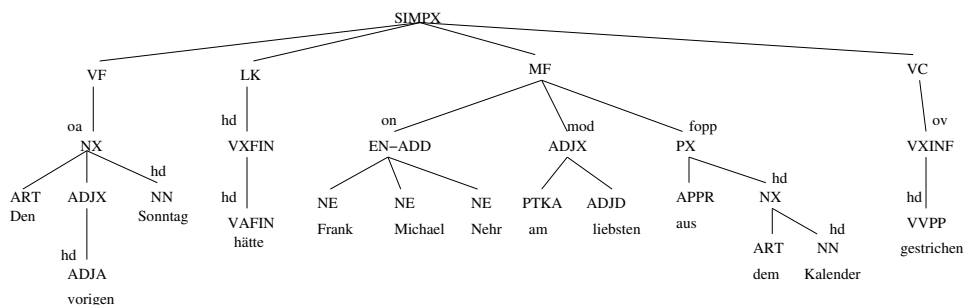 SIMPX
VF LK MF VC
oa hd on mod fopp ov
NX VXFIN EN−ADD ADJX PX VXINF
hd hd hd hd
ART ADJX NN VAFIN NE NE NE PTKA ADJD APPR NX VVPP
Den Sonntag hätte Frank Michael Nehr am liebsten aus gestrichen
hd hd
ADJA ART NN
vorigen dem Kalender